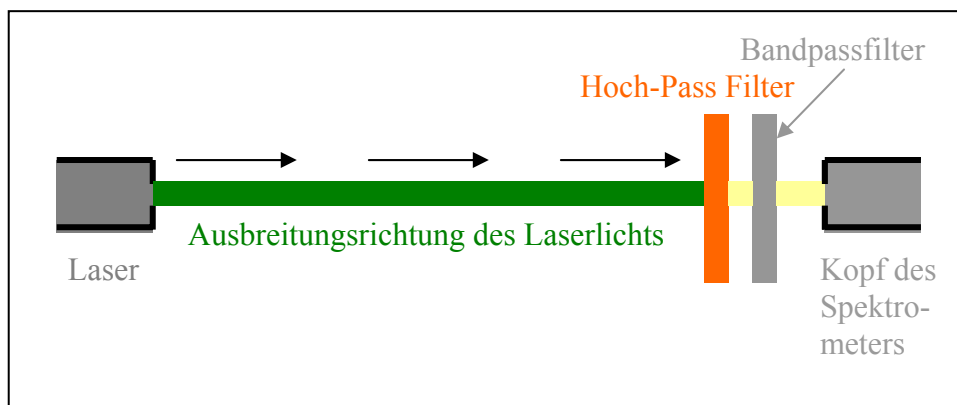 Bandpassfilter
Hoch-Pass Filter
Ausbreitungsrichtung des Laserlichts
Laser
Kopf des
Spektro-
meters